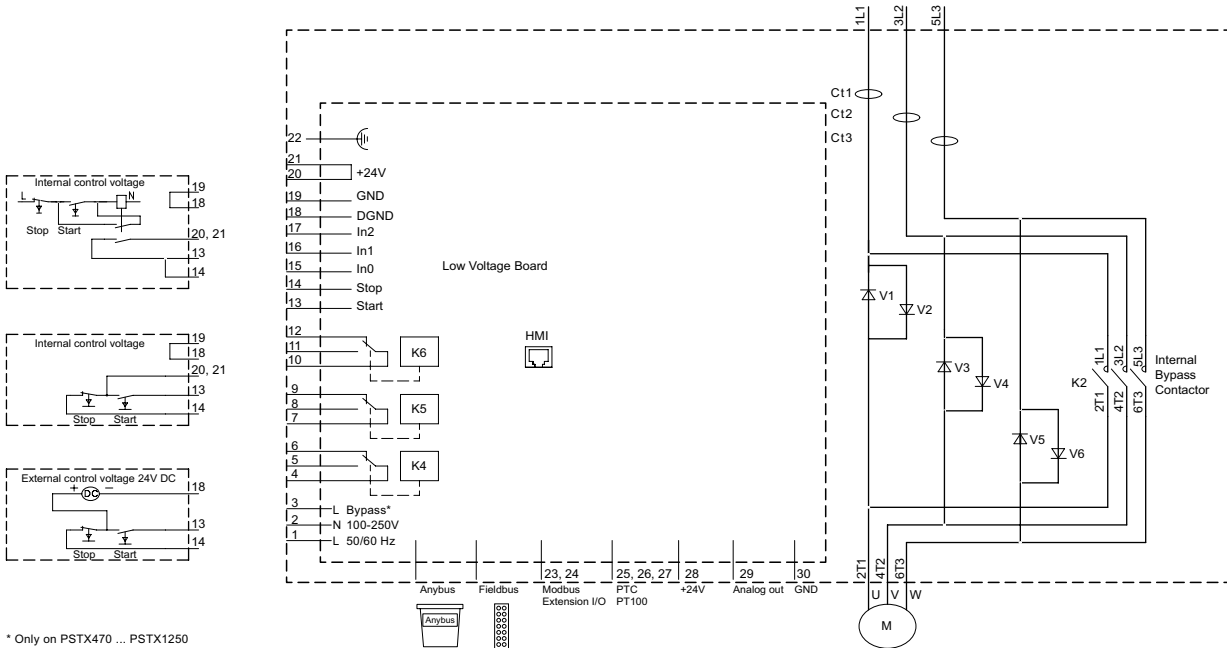 1L1
3L2
5L3
Ct1
Ct2
Ct3
22
21
20 +24V
19 GND
18 DGND
17 In2
16 In1
15 In0
14 Stop
13 Start
Low Voltage Board
HMI
12
11
10
K6
9
8
7
K5
6
5
4
K4
3 L Bypass*
2 N 100-250V
1 L 50/60 Hz
Internal control voltage
L
N
Stop Start
19
18
20, 21
13
14
Internal control voltage
19
18
20, 21
13
14
Stop Start
External control voltage 24V DC
+ DC −
18
13
14
Stop Start
V1
V2
V3
V4
V5
V6
1L1
3L2
5L3
K2
2T1
4T2
6T3
Internal
Bypass
Contactor
23, 24
25, 26, 27
28
29
30
Anybus
Fieldbus
Modbus
Extension I/O
PTC
PT100
+24V
Analog out
GND
Anybus
2T1
4T2
6T3
U
V
W
M
* Only on PSTX470 ... PSTX1250